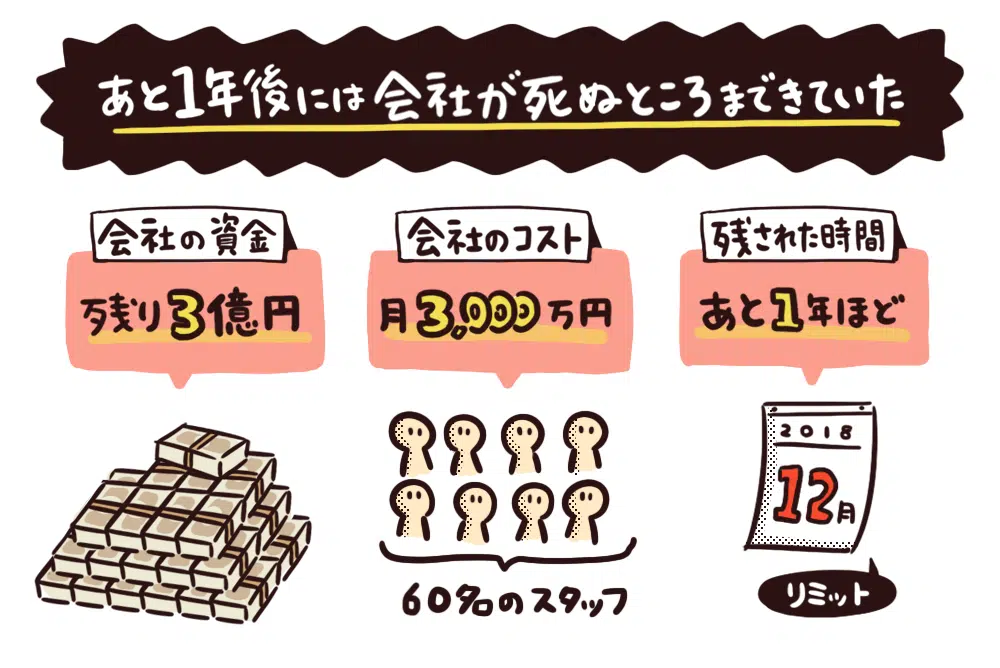 あと1年後には会社が死ぬところまできていた
会社の資金
残り3億円
会社のコスト
月3,000万円
残された時間
あと1年ほど
2018
12月
60名のスタッフ
リミット